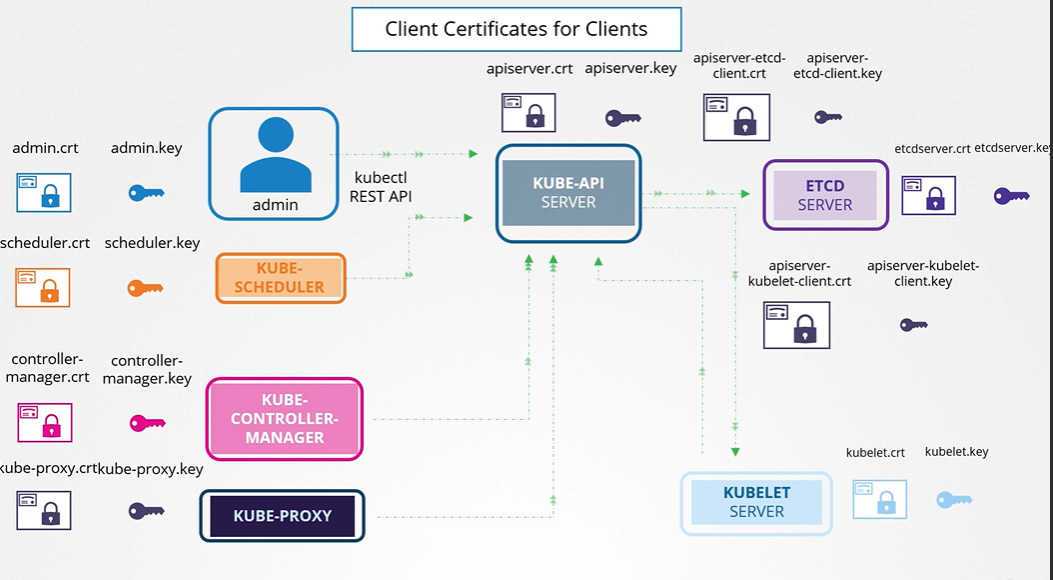 Client Certificates for Clients
apiserver.crt apiserver.key
apiserver-etcd-
client.crt
apiserver-
etcd-client.key
admin.crt admin.key
admin
kubectl
REST API
KUBE-API
SERVER
ETCD
SERVER
etcdserver.crt etcdserver.key
scheduler.crt scheduler.key
KUBE-
SCHEDULER
apiserver-
kubelet-client.crt
apiserver-kubelet-
client.key
controller-
manager.crt
controller-
manager.key
KUBE-
CONTROLLER-
MANAGER
kube-proxy.crt kube-proxy.key
KUBE-PROXY
KUBELET
SERVER
kubelet.crt kubelet.key